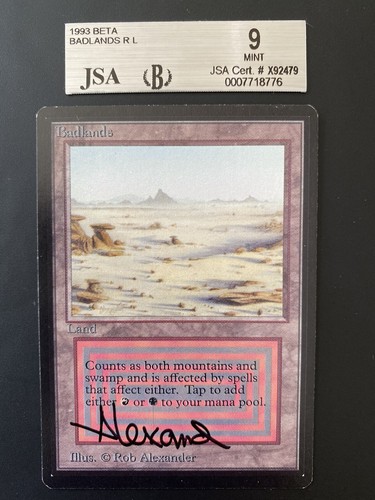 1993 BETA
BADLANDS R L
JSA
B
9
MINT
JSA Cert. # X92479
0007718776
Badlands
Land
Counts as both mountains and
swamp and is affected by spells
that affect either. Tap to add
either or to your mana pool.
Alexand
Illus. © Rob Alexander